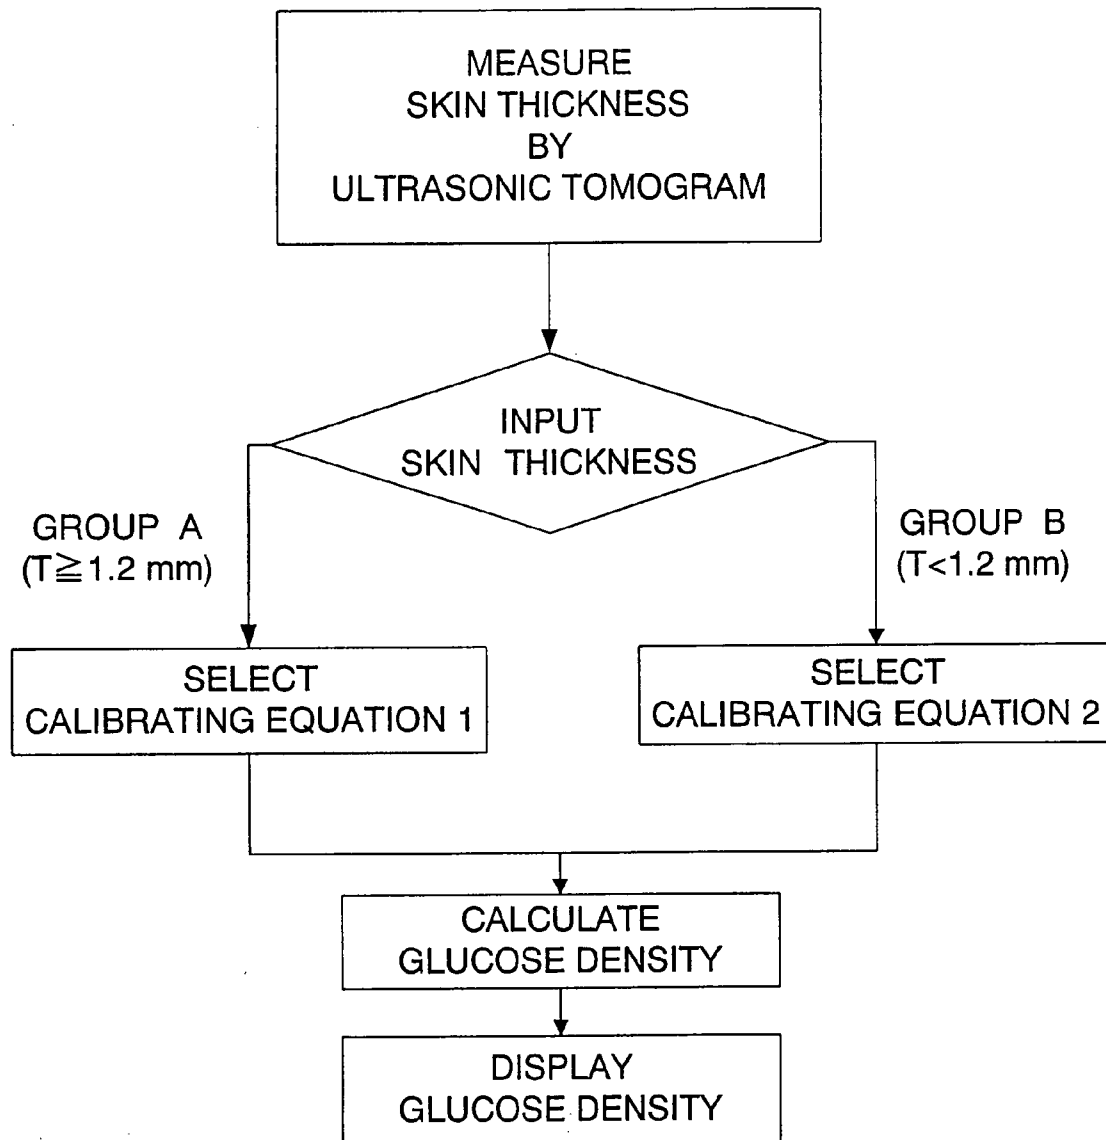 MEASURE
SKIN THICKNESS
BY
ULTRASONIC TOMOGRAM
INPUT
SKIN THICKNESS
GROUP A
(T≧1.2 mm)
GROUP B
(T<1.2 mm)
SELECT
CALIBRATING EQUATION 1
SELECT
CALIBRATING EQUATION 2
CALCULATE
GLUCOSE DENSITY
DISPLAY
GLUCOSE DENSITY